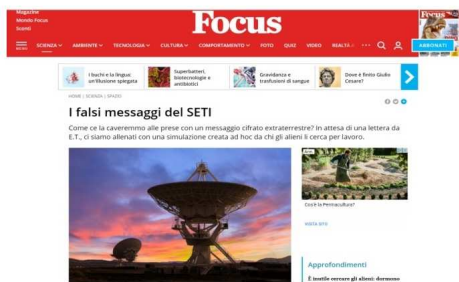 Magazine
Mondo Focus
Sconti
Focus
Focus
MENU SCIENZA AMBIENTE TECNOLOGIA CULTURA COMPORTAMENTO FOTO QUIZ VIDEO REALTÀ ABBONATI
I buchi e la lingua:
un'illusione spiegata
Superbatteri,
biotecnologie e
antibiotici
Gravidanza e
trasfusioni di sangue
Dove è finito Giulio
Cesare?
HOME | SCIENZA | SPAZIO
I falsi messaggi del SETI
Come ce la caveremmo alle prese con un messaggio cifrato extraterrestre? In attesa di una lettera da
E.T., ci siamo allenati con una simulazione creata ad hoc da chi gli alieni li cerca per lavoro.
Cos'è la Permacultura?
VISITA SITO
Approfondimenti
È inutile cercare gli alieni: dormono